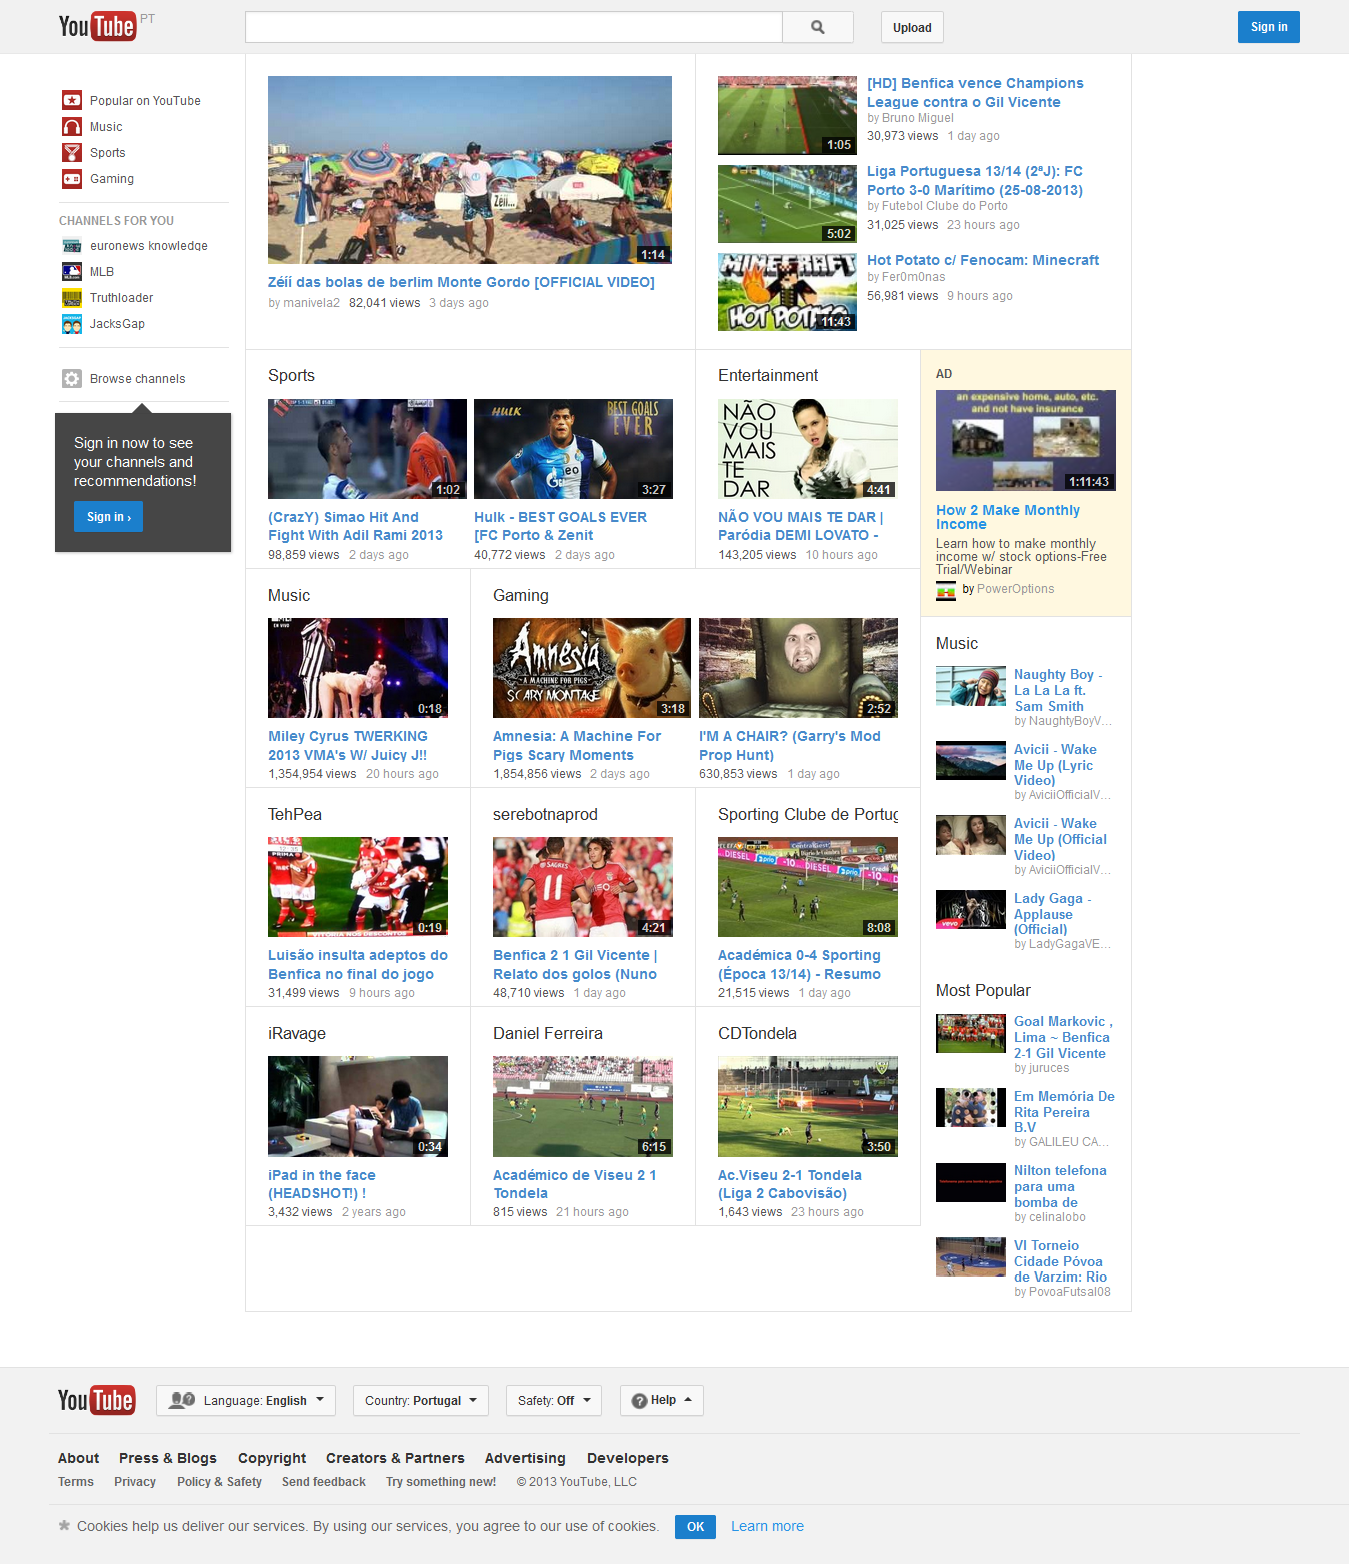 YouTube PT
Upload
Sign in
Popular on YouTube
Music
Sports
Gaming
CHANNELS FOR YOU
euronews knowledge
MLB
Truthloader
JacksGap
Browse channels
Sign in now to see
your channels and
recommendations!
Sign in ›
Zéií...
1:14
Zéíí das bolas de berlim Monte Gordo [OFFICIAL VIDEO]
by manivela2 82,041 views 3 days ago
1:05
[HD] Benfica vence Champions
League contra o Gil Vicente
by Bruno Miguel
30,973 views 1 day ago
5:02
Liga Portuguesa 13/14 (2ªJ): FC
Porto 3-0 Marítimo (25-08-2013)
by Futebol Clube do Porto
31,025 views 23 hours ago
MINECRAFT
HOT POTATO
11:43
Hot Potato c/ Fenocam: Minecraft
by Fer0m0nas
56,981 views 9 hours ago
Sports
1:02
(CrazY) Simao Hit And
Fight With Adil Rami 2013
98,859 views 2 days ago
HULK
BEST GOALS
EVER
3:27
Hulk - BEST GOALS EVER
[FC Porto & Zenit
40,772 views 2 days ago
Entertainment
NÃO
VOU
MAIS
TE
DAR
4:41
NÃO VOU MAIS TE DAR |
Paródia DEMI LOVATO -
143,205 views 10 hours ago
AD
an expensive home, auto, etc.
and not have insurance
1:11:43
How 2 Make Monthly
Income
Learn how to make monthly
income w/ stock options-Free
Trial/Webinar
by PowerOptions
Music
0:18
Miley Cyrus TWERKING
2013 VMA's W/ Juicy J!!
1,354,954 views 20 hours ago
Gaming
Amnesia
A MACHINE FOR PIGS
SCARY MONTAGE
3:18
Amnesia: A Machine For
Pigs Scary Moments
1,854,856 views 2 days ago
2:52
I'M A CHAIR? (Garry's Mod
Prop Hunt)
630,853 views 1 day ago
Music
Naughty Boy -
La La La ft.
Sam Smith
by NaughtyBoyV...
Avicii - Wake
Me Up (Lyric
Video)
by AviciiOfficialV...
Avicii - Wake
Me Up (Official
Video)
by AviciiOfficialV...
vevo
Lady Gaga -
Applause
(Official)
by LadyGagaVE...
TehPea
PRIMA
0:19
Luisão insulta adeptos do
Benfica no final do jogo
31,499 views 9 hours ago
serebotnaprod
SAGRES
11
MEO
4:21
Benfica 2 1 Gil Vicente |
Relato dos golos (Nuno
48,710 views 1 day ago
Sporting Clube de Portug
DIESEL
prio
-10
DIESEL
8:08
Académica 0-4 Sporting
(Época 13/14) - Resumo
21,515 views 1 day ago
Most Popular
Goal Markovic ,
Lima ~ Benfica
2-1 Gil Vicente
by juruces
Em Memória De
Rita Pereira
B.V
by GALILEU CA...
Nilton telefona
para uma
bomba de
by celinalobo
VI Torneio
Cidade Póvoa
de Varzim: Rio
by PovoaFutsal08
iRavage
0:34
iPad in the face
(HEADSHOT!) !
3,432 views 2 years ago
Daniel Ferreira
6:15
Académico de Viseu 2 1
Tondela
815 views 21 hours ago
CDTondela
3:50
Ac.Viseu 2-1 Tondela
(Liga 2 Cabovisão)
1,643 views 23 hours ago
YouTube
Language: English
Country: Portugal
Safety: Off
Help
About Press & Blogs Copyright Creators & Partners Advertising Developers
Terms Privacy Policy & Safety Send feedback Try something new! © 2013 YouTube, LLC
Cookies help us deliver our services. By using our services, you agree to our use of cookies. OK Learn more